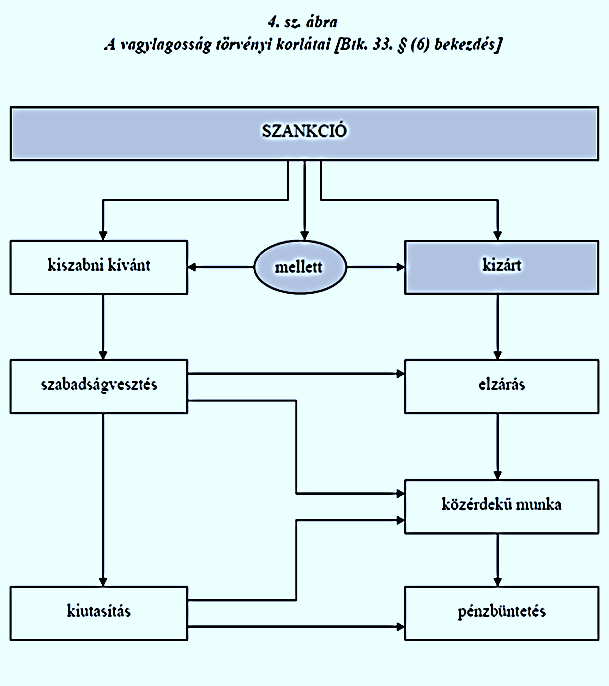 4. sz. ábra
A vagylagosság törvényi korlátai [Btk. 33. § (6) bekezdés]
SZANKCIÓ
kiszabni kívánt
mellett
kizárt
szabadságvesztés
elzárás
közérdekű munka
kiutasítás
pénzbüntetés